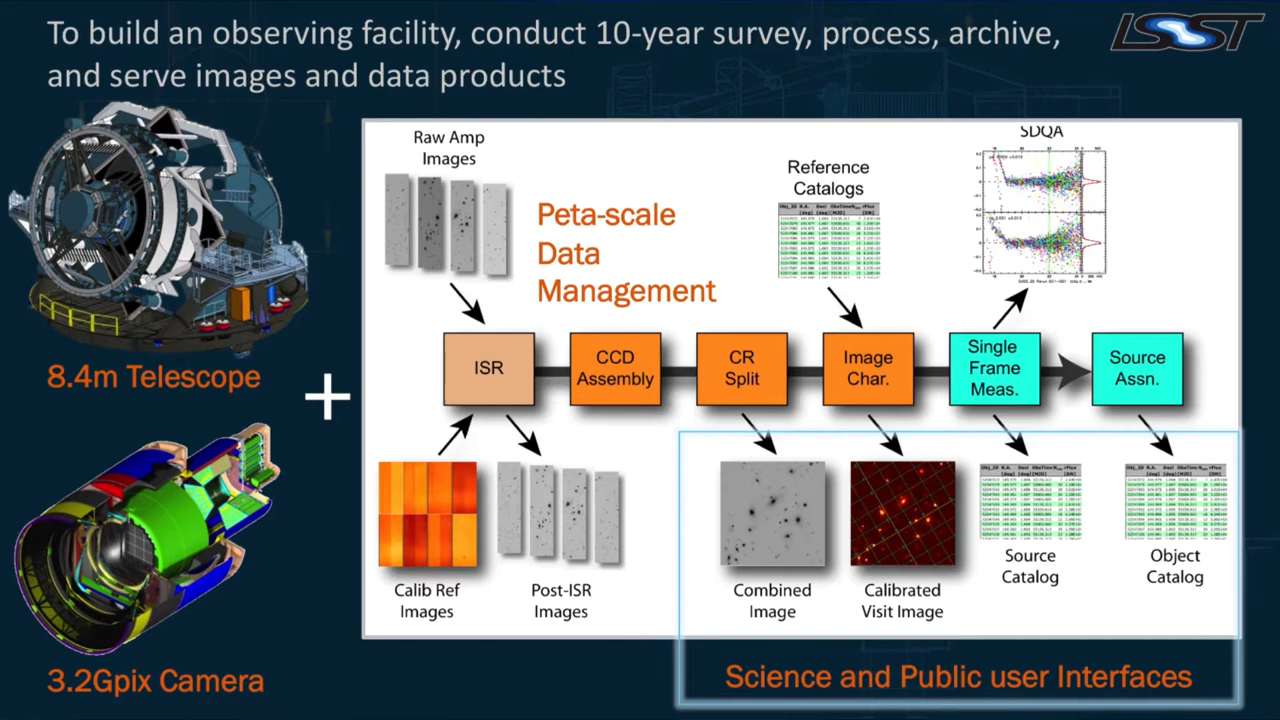 To build an observing facility, conduct 10-year survey, process, archive,
and serve images and data products
LSST
8.4m Telescope
+
3.2Gpix Camera
Raw Amp
Images
Peta-scale
Data
Management
Reference
Catalogs
SDQA
ISR
CCD
Assembly
CR
Split
Image
Char.
Single
Frame
Meas.
Source
Assn.
Calib Ref
Images
Post-ISR
Images
Combined
Image
Calibrated
Visit Image
Source
Catalog
Object
Catalog
Science and Public user Interfaces